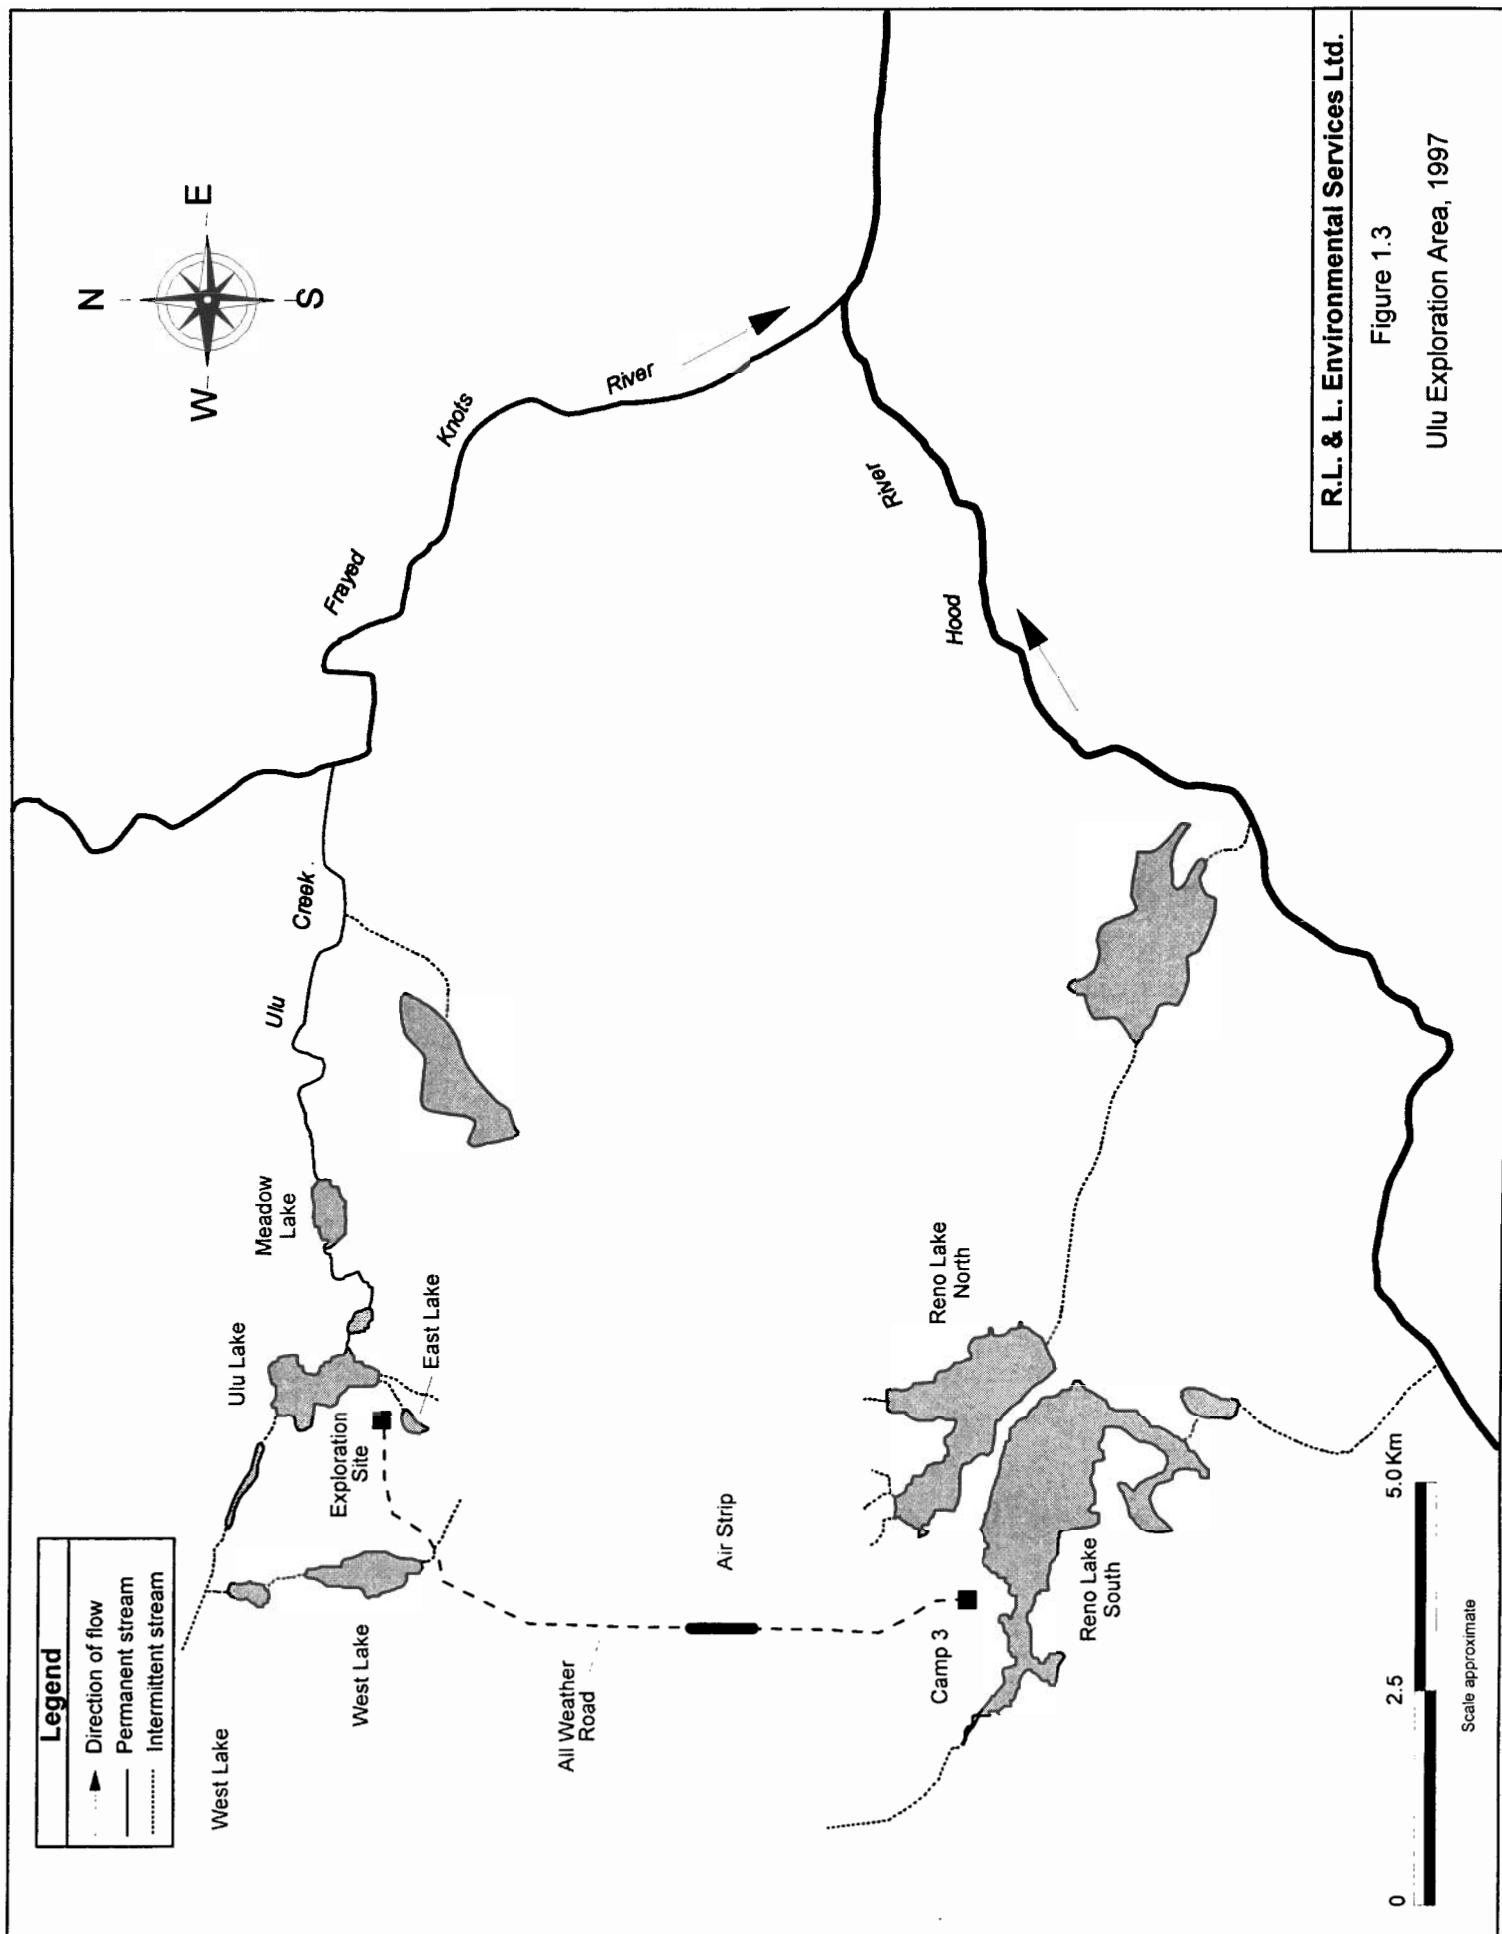 Legend
Direction of flow
Permanent stream
Intermittent stream
N
W
E
S
West Lake
Ulu Lake
Meadow
Lake
Ulu
Creek
Exploration
Site
West Lake
East Lake
Frayed
Knots
River
All Weather
Road
Air Strip
Camp 3
Reno Lake
North
Hood
River
Reno Lake
South
0 2.5 5.0 Km
Scale approximate
R.L. & L. Environmental Services Ltd.
Figure 1.3
Ulu Exploration Area, 1997